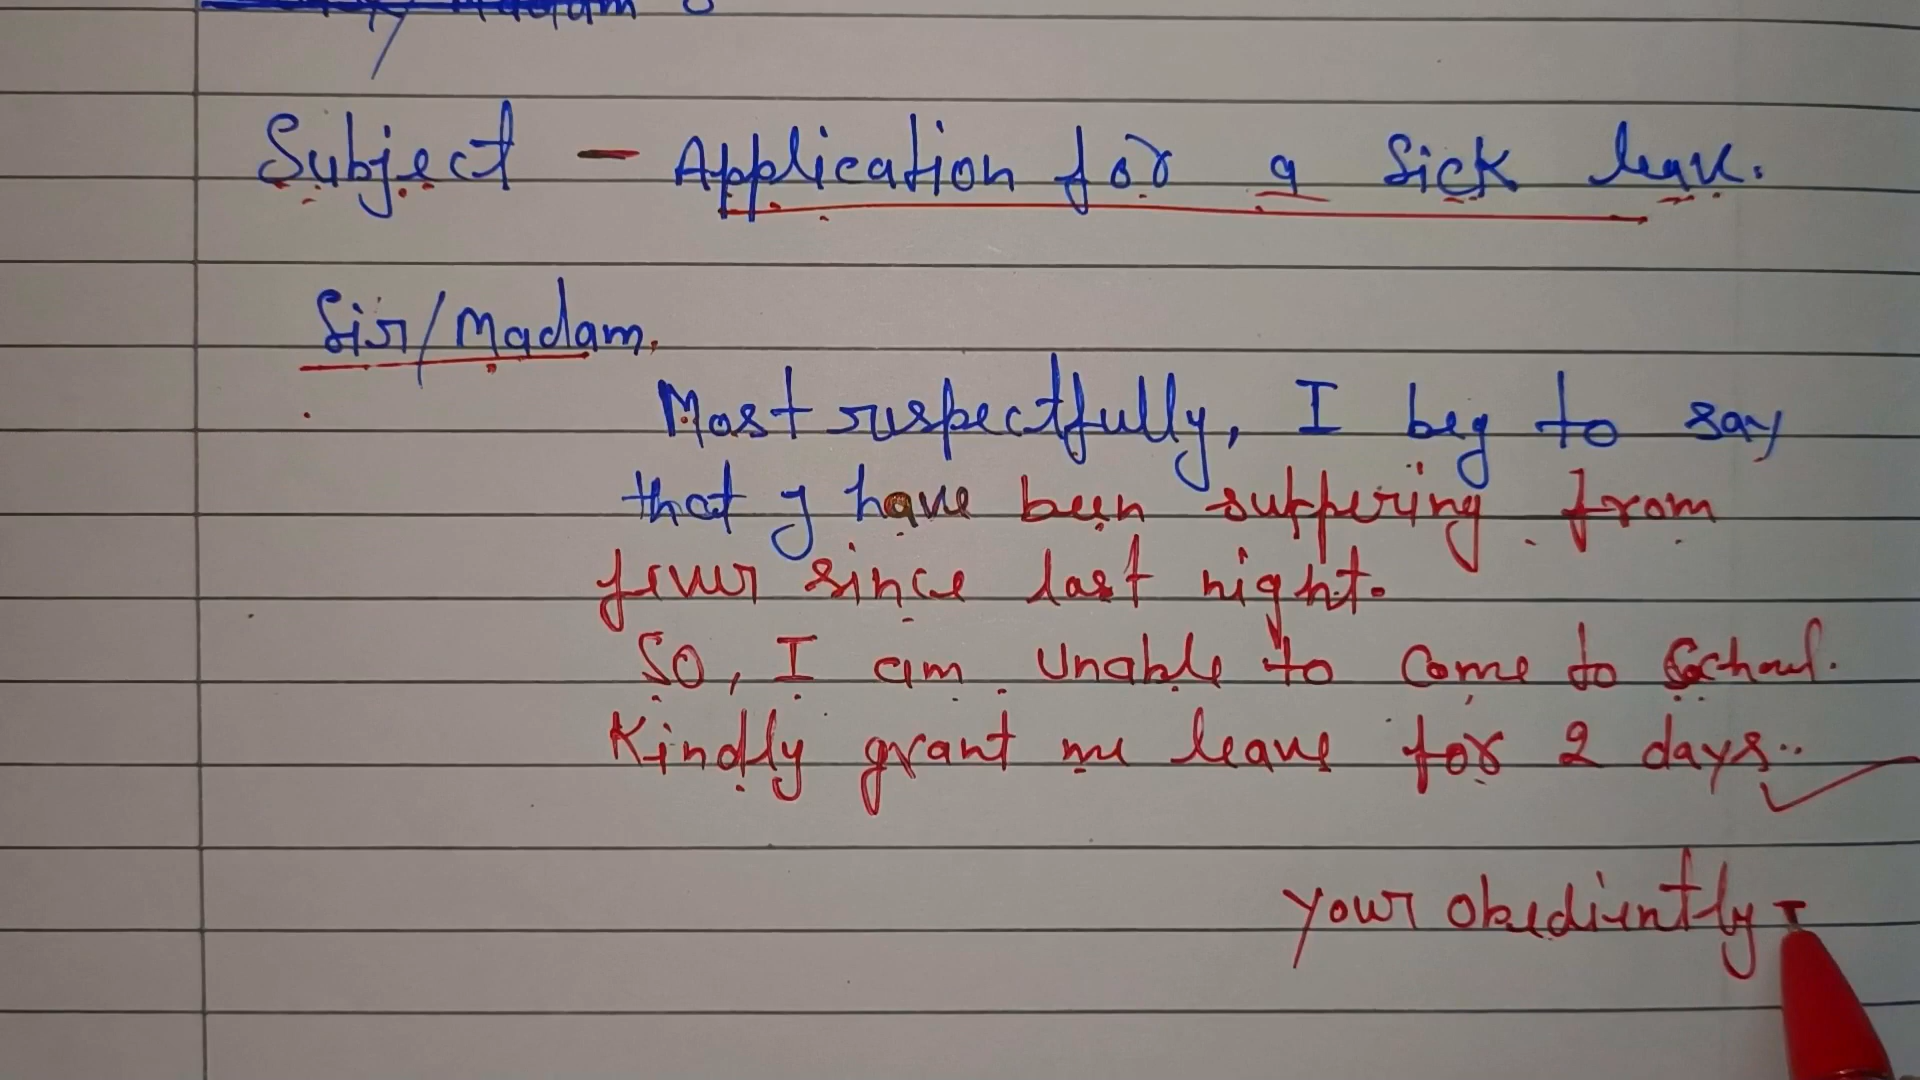 Madam
Subject - Application for a Sick leave.
Sir/Madam.
Most respectfully, I beg to say
that I have been suffering from
fever since last night.
So, I am unable to come to School.
Kindly grant me leave for 2 days..
your obediently -